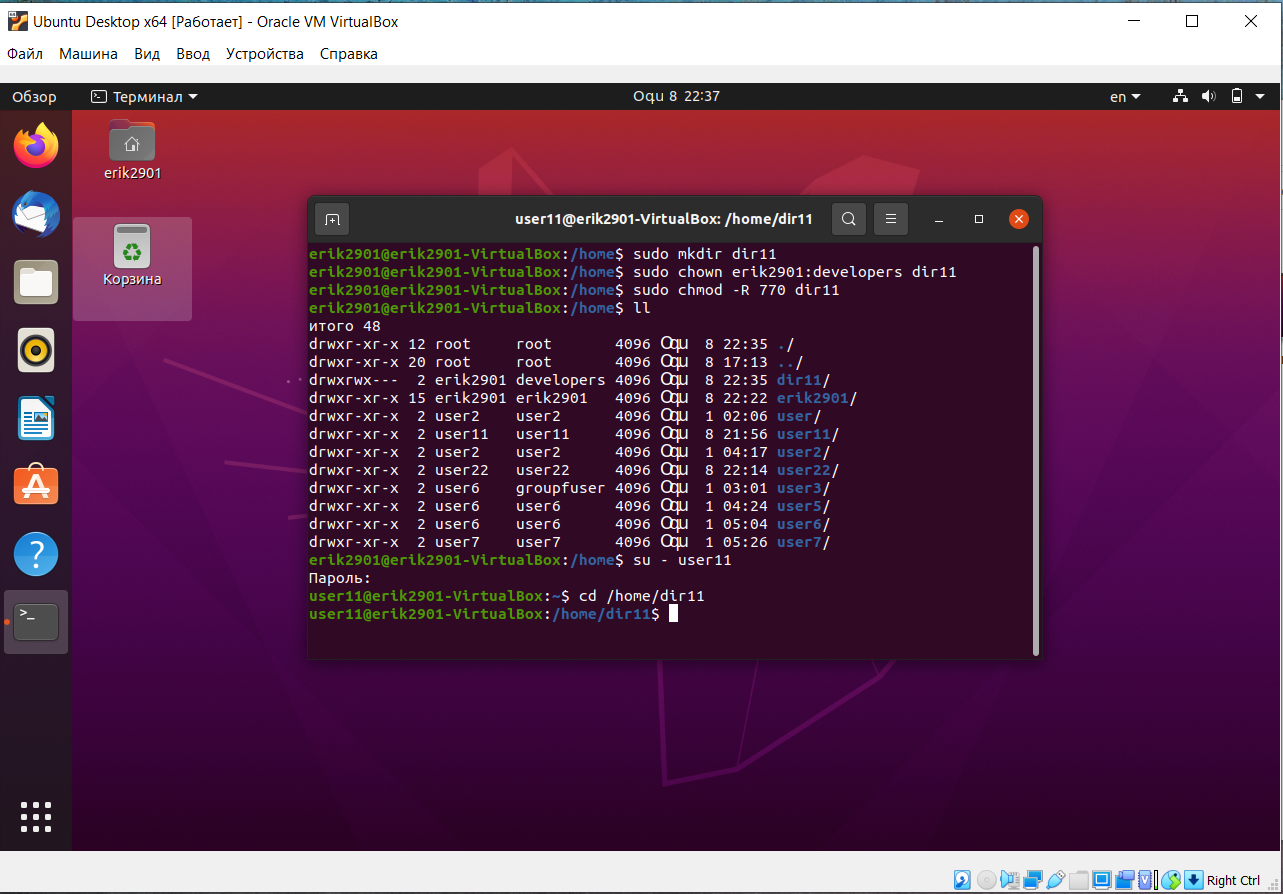 Ubuntu Desktop x64 [Работает] - Oracle VM VirtualBox
Файл Машина Вид Ввод Устройства Справка
Обзор Терминал Oqu 8 22:37 en
erik2901
Корзина
user11@erik2901-VirtualBox: /home/dir11
erik2901@erik2901-VirtualBox:/home$ sudo mkdir dir11
erik2901@erik2901-VirtualBox:/home$ sudo chown erik2901:developers dir11
erik2901@erik2901-VirtualBox:/home$ sudo chmod -R 770 dir11
erik2901@erik2901-VirtualBox:/home$ ll
итого 48
drwxr-xr-x 12 root     root       4096 Oqu  8 22:35 ./
drwxr-xr-x 20 root     root       4096 Oqu  8 17:13 ../
drwxrwx---  2 erik2901 developers 4096 Oqu  8 22:35 dir11/
drwxr-xr-x 15 erik2901 erik2901   4096 Oqu  8 22:22 erik2901/
drwxr-xr-x  2 user2    user2      4096 Oqu  1 02:06 user/
drwxr-xr-x  2 user11   user11     4096 Oqu  8 21:56 user11/
drwxr-xr-x  2 user2    user2      4096 Oqu  1 04:17 user2/
drwxr-xr-x  2 user22   user22     4096 Oqu  8 22:14 user22/
drwxr-xr-x  2 user6    groupfuser 4096 Oqu  1 03:01 user3/
drwxr-xr-x  2 user6    user6      4096 Oqu  1 04:24 user5/
drwxr-xr-x  2 user6    user6      4096 Oqu  1 05:04 user6/
drwxr-xr-x  2 user7    user7      4096 Oqu  1 05:26 user7/
erik2901@erik2901-VirtualBox:/home$ su - user11
Пароль:
user11@erik2901-VirtualBox:~$ cd /home/dir11
user11@erik2901-VirtualBox:/home/dir11$
Right Ctrl